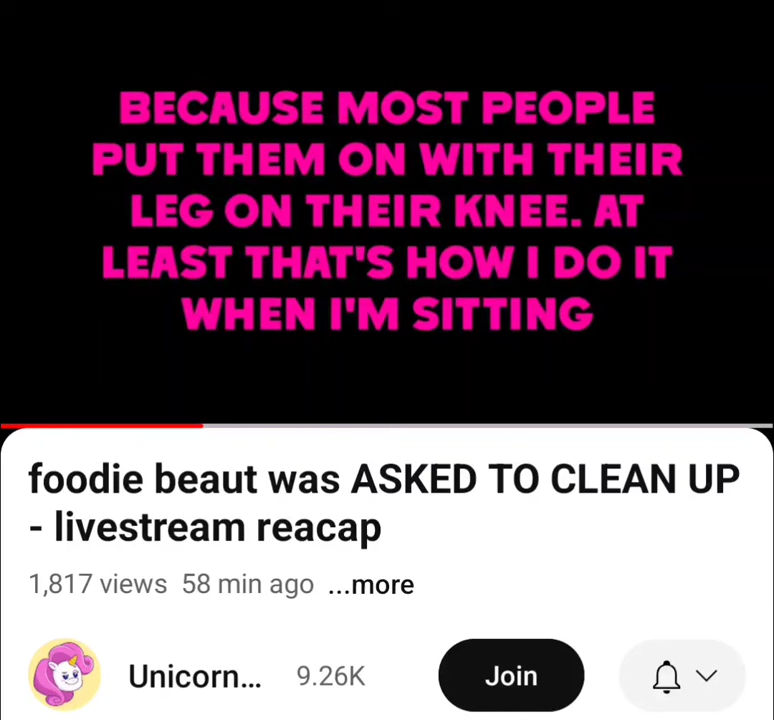 BECAUSE MOST PEOPLE
PUT THEM ON WITH THEIR
LEG ON THEIR KNEE. AT
LEAST THAT'S HOW I DO IT
WHEN I'M SITTING
foodie beaut was ASKED TO CLEAN UP
- livestream reacap
1,817 views 58 min ago ...more
Unicorn... 9.26K Join